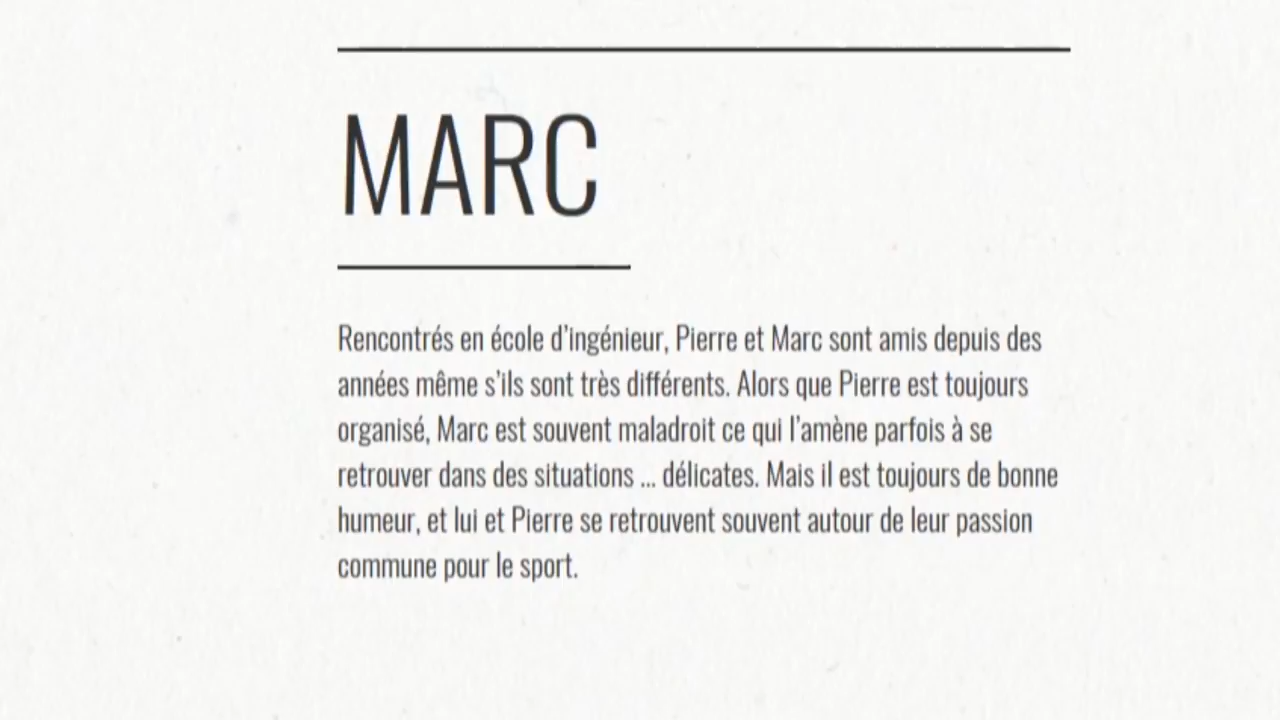 MARC
Rencontrés en école d’ingénieur, Pierre et Marc sont amis depuis des
années même s’ils sont très différents. Alors que Pierre est toujours
organisé, Marc est souvent maladroit ce qui l’amène parfois à se
retrouver dans des situations ... délicates. Mais il est toujours de bonne
humeur, et lui et Pierre se retrouvent souvent autour de leur passion
commune pour le sport.